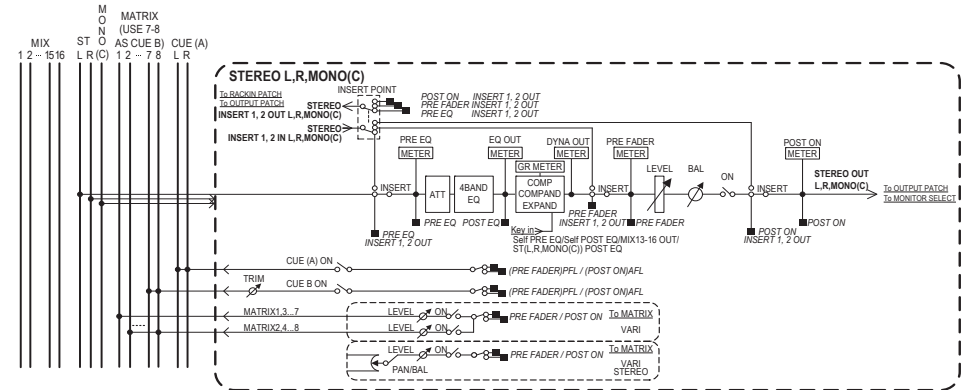 MIX
1 2 ··· 15 16
ST
L R
M
O
N
O
(C)
MATRIX
(USE 7-8
AS CUE B)
1 2 ··· 7 8
CUE (A)
L R
STEREO L,R,MONO(C)
To RACKIN PATCH
To OUTPUT PATCH
INSERT POINT
STEREO
INSERT 1, 2 OUT L,R,MONO(C)
STEREO
INSERT 1, 2 IN L,R,MONO(C)
POST ON INSERT 1, 2 OUT
PRE FADER INSERT 1, 2 OUT
PRE EQ INSERT 1, 2 OUT
PRE EQ
METER
EQ OUT
METER
DYNA OUT
METER
GR METER
PRE FADER
METER
LEVEL
BAL
ON
POST ON
METER
INSERT
ATT
4BAND
EQ
COMP
COMPAND
EXPAND
INSERT
INSERT
STEREO OUT
L,R,MONO(C)
To OUTPUT PATCH
To MONITOR SELECT
PRE EQ
INSERT 1, 2 OUT
PRE EQ
POST EQ
Key in
Self PRE EQ/Self POST EQ/MIX13-16 OUT/
ST(L,R,MONO(C)) POST EQ
PRE FADER
INSERT 1, 2 OUT
PRE FADER
POST ON
INSERT 1, 2 OUT
POST ON
CUE (A) ON
(PRE FADER)PFL / (POST ON)AFL
TRIM
CUE B ON
(PRE FADER)PFL / (POST ON)AFL
MATRIX1,3...7
LEVEL
ON
PRE FADER / POST ON
To MATRIX
MATRIX2,4...8
LEVEL
ON
VARI
LEVEL
ON
PRE FADER / POST ON
To MATRIX
PAN/BAL
VARI
STEREO